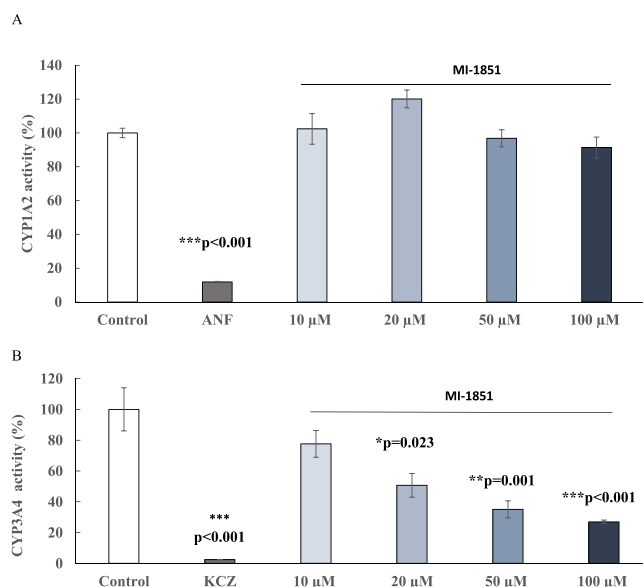 A
MI-1851
CYP1A2 activity (%)
140
120
100
80
60
40
20
0
***p<0.001
Control ANF 10 µM 20 µM 50 µM 100 µM
B
MI-1851
CYP3A4 activity (%)
120
100
80
60
40
20
0
*p=0.023
**p=0.001
***p<0.001
***
p<0.001
Control KCZ 10 µM 20 µM 50 µM 100 µM